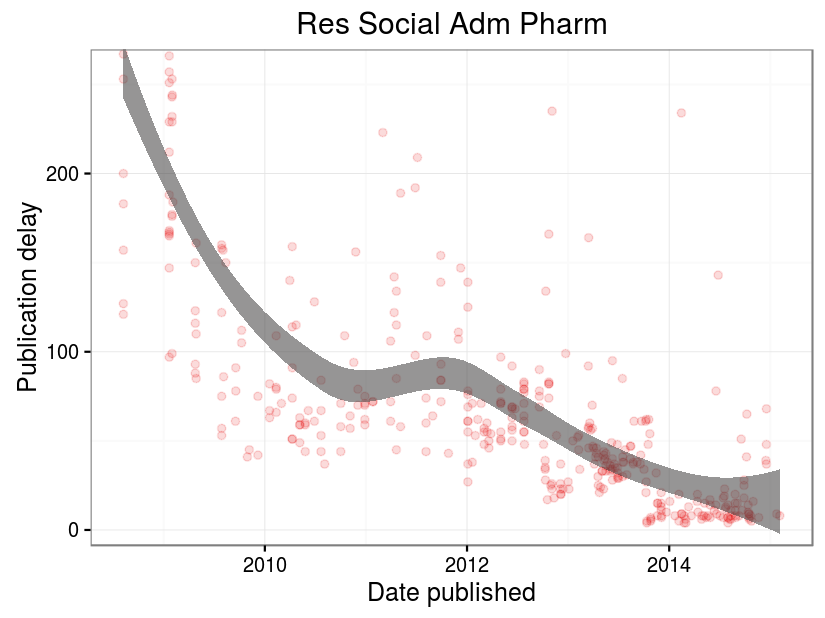 Res Social Adm Pharm
Publication delay
200
100
0
2010
2012
2014
Date published